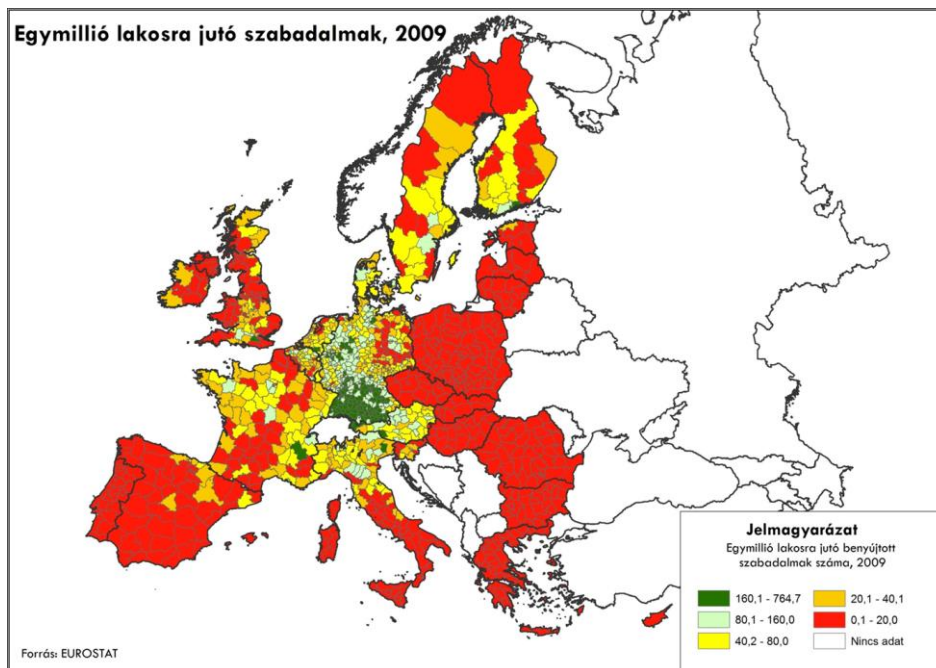 Egymillió lakosra jutó szabadalmak, 2009
Jelmagyarázat
Egymillió lakosra jutó benyújtott
szabadalmak száma, 2009
160,1 - 764,7
80,1 - 160,0
40,2 - 80,0
20,1 - 40,1
0,1 - 20,0
Nincs adat
Forrás: EUROSTAT